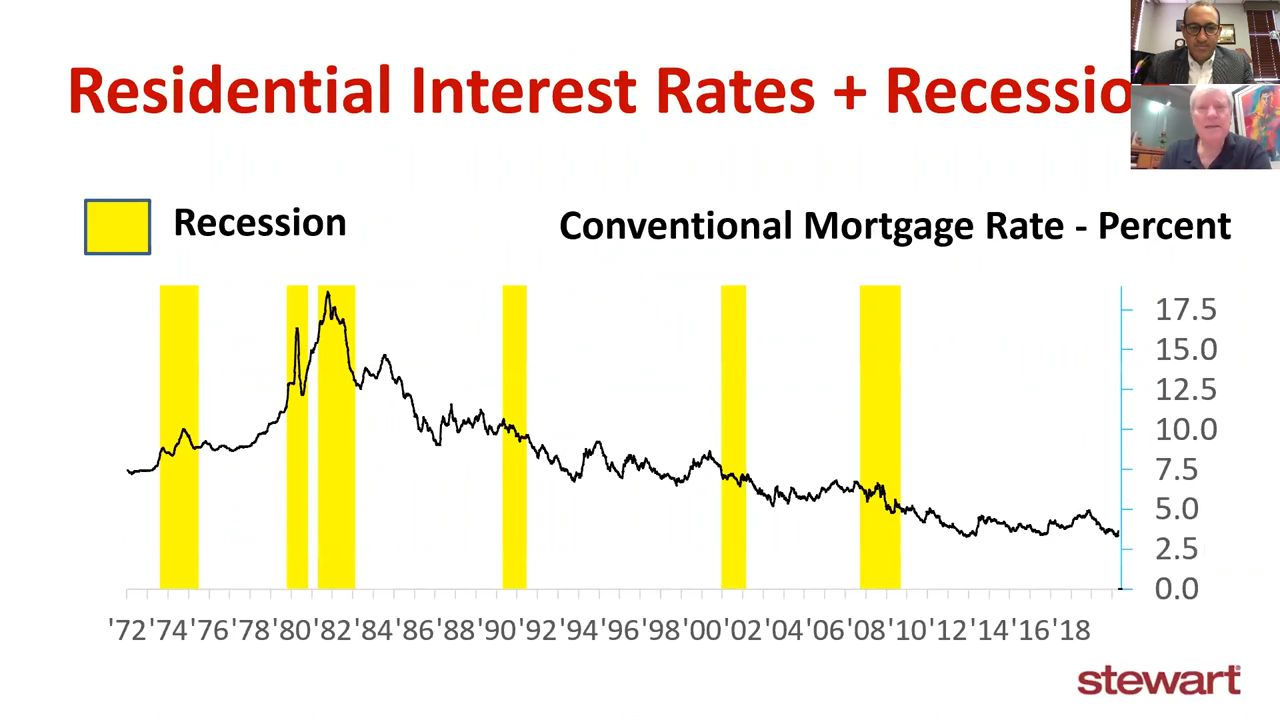 Residential Interest Rates + Recessio
Recession
Conventional Mortgage Rate - Percent
17.5
15.0
12.5
10.0
7.5
5.0
2.5
0.0
'72 '74 '76 '78 '80 '82 '84 '86 '88 '90 '92 '94 '96 '98 '00 '02 '04 '06 '08 '10 '12 '14 '16 '18
stewart